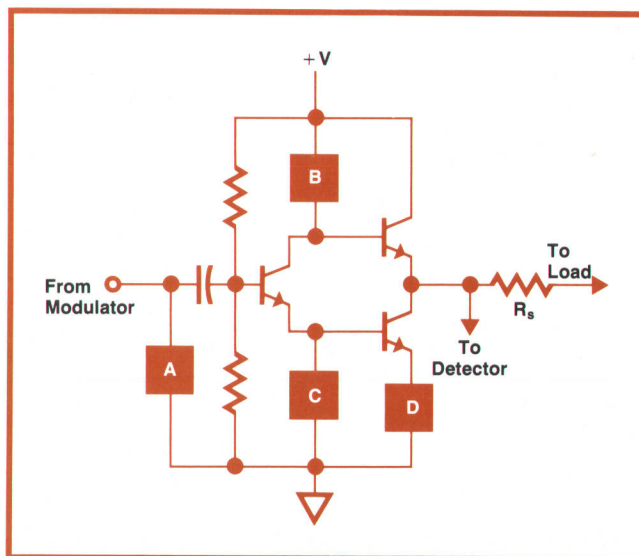 + V
B
From
Modulator
A
C
D
To
Load
Rs
To
Detector